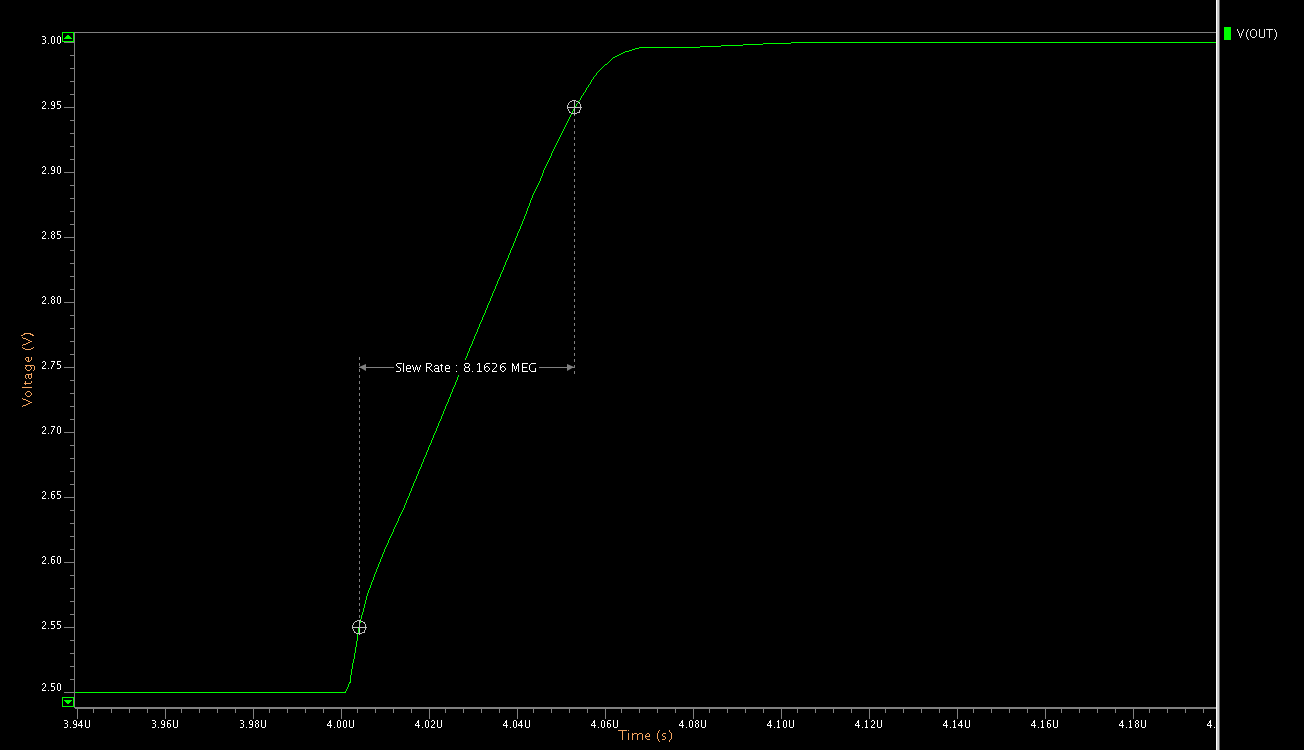 V(OUT)
3.00
2.95
2.90
2.85
2.80
2.75
2.70
2.65
2.60
2.55
2.50
Voltage (V)
Slew Rate : 8.1626 MEG
3.94U 3.96U 3.98U 4.00U 4.02U 4.04U 4.06U 4.08U 4.10U 4.12U 4.14U 4.16U 4.18U 4.
Time (s)